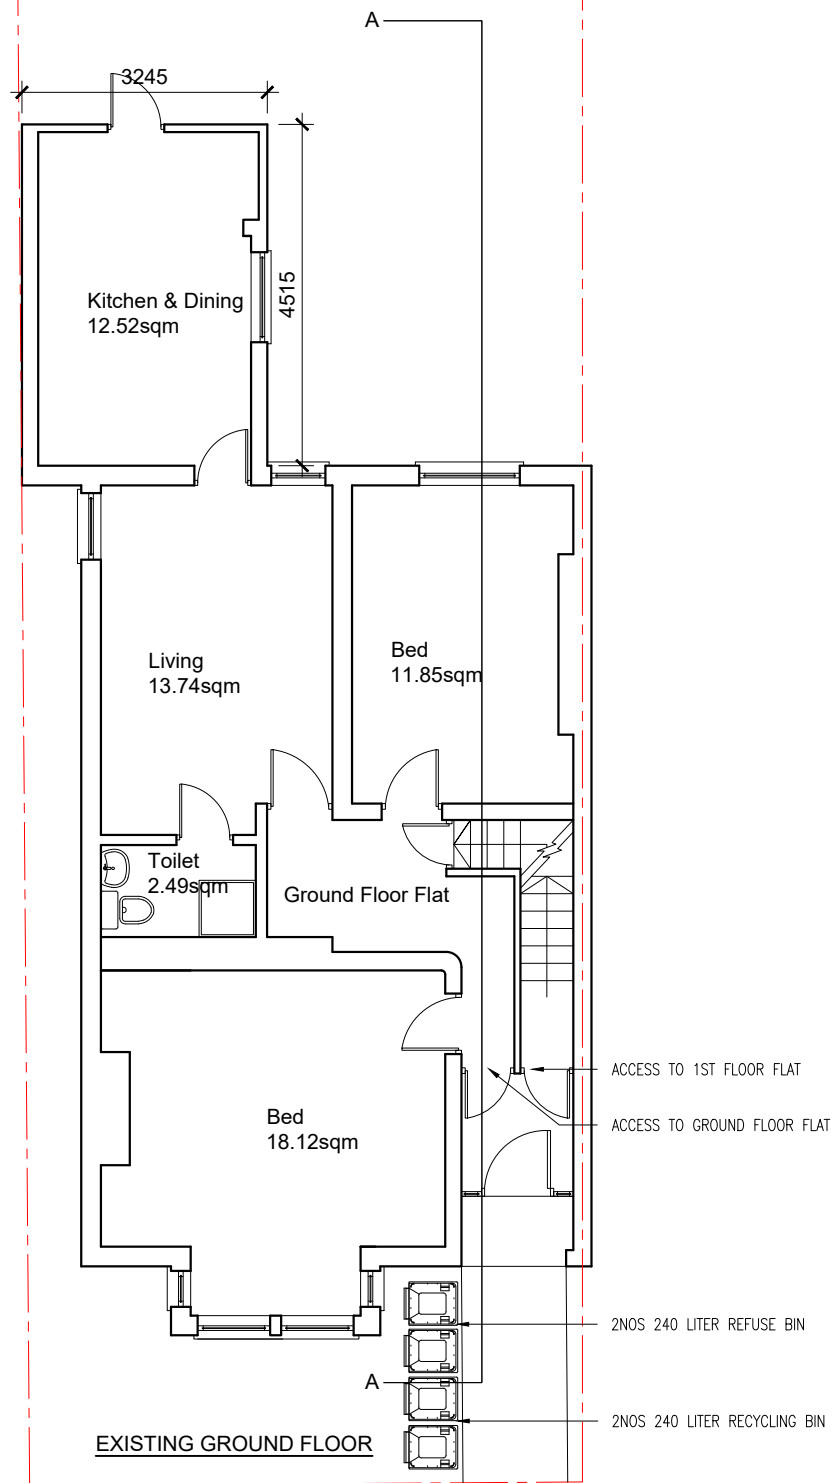 A
3245
4515
Kitchen & Dining
12.52sqm
Living
13.74sqm
Bed
11.85sqm
Toilet
2.49sqm
Ground Floor Flat
ACCESS TO 1ST FLOOR FLAT
ACCESS TO GROUND FLOOR FLAT
Bed
18.12sqm
2NOS 240 LITER REFUSE BIN
A
2NOS 240 LITER RECYCLING BIN
EXISTING GROUND FLOOR